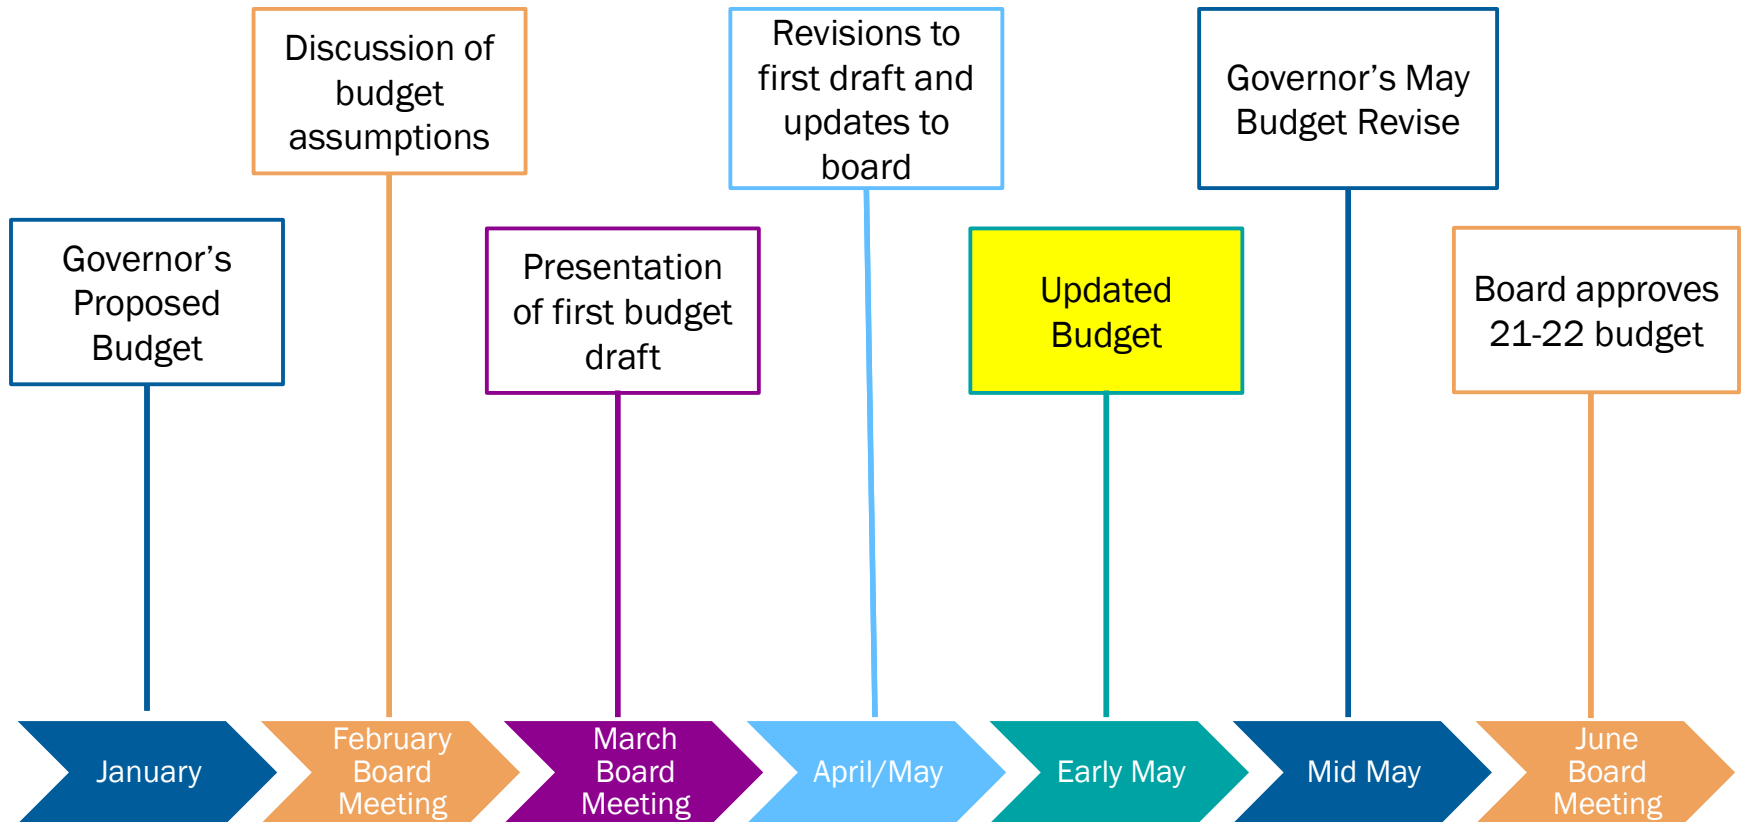 Governor’s
Proposed
Budget
Discussion of
budget
assumptions
Presentation
of first budget
draft
Revisions to
first draft and
updates to
board
Updated
Budget
Governor’s May
Budget Revise
Board approves
21-22 budget
January
February
Board
Meeting
March
Board
Meeting
April/May
Early May
Mid May
June
Board
Meeting